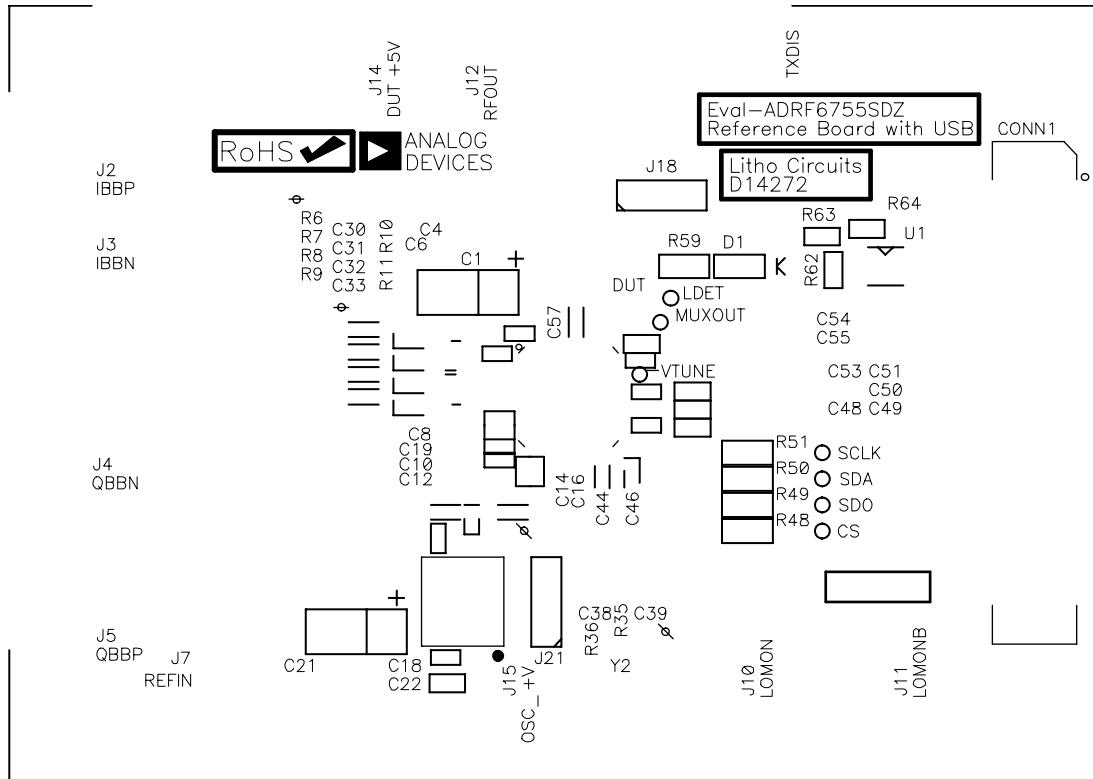 TXDIS
J14
DUT +5V
J12
RFOUT
Eval-ADRF6755SDZ
Reference Board with USB
CONN1
RoHS
ANALOG
DEVICES
Litho Circuits
D14272
J18
J2
IBBP
R6
R7
R8
R9
C30
C31
C32
C33
R10
R11
C4
C6
R63
R64
U1
J3
IBBN
C1
+
R59
D1
K
R62
DUT
LDET
MUXOUT
C57
C54
C55
VTUNE
C53
C51
C50
C48
C49
C8
C19
C10
C12
R51
SCLK
R50
SDA
R49
SDO
R48
CS
J4
QBBN
C14
C16
C44
C46
+
C38
R35
C39
R36
J5
QBBP
J7
REFIN
C21
C18
C22
J15
OSC_+V
J21
Y2
J10
LOMON
J11
LOMONB